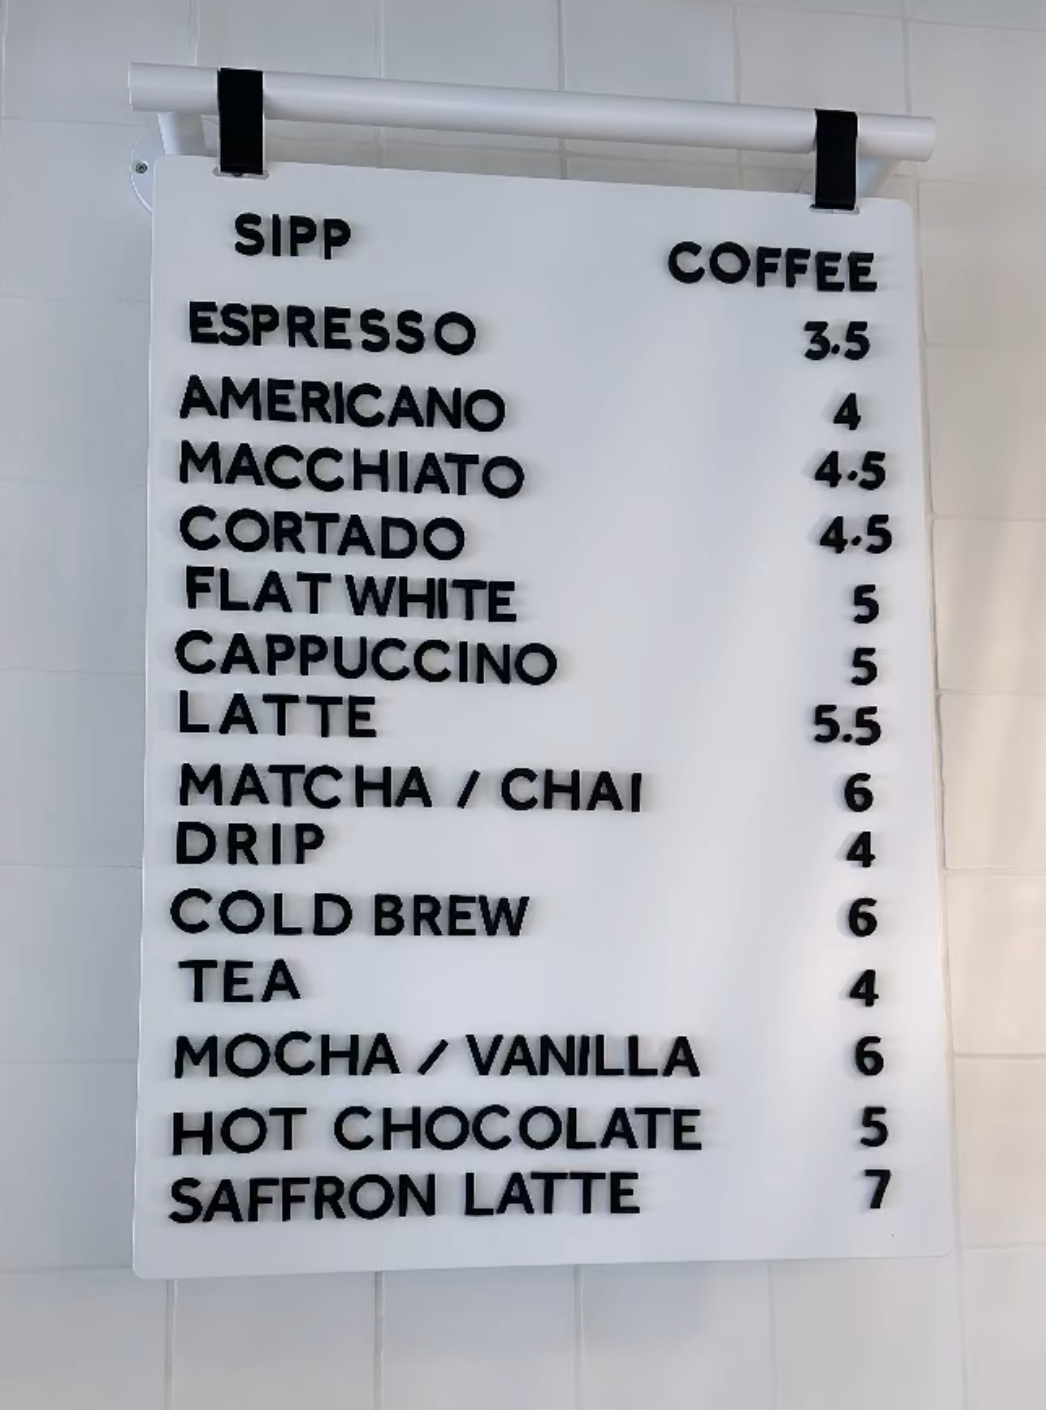 SIPP COFFEE
ESPRESSO 3.5
AMERICANO 4
MACCHIATO 4.5
CORTADO 4.5
FLAT WHITE 5
CAPPUCCINO 5
LATTE 5.5
MATCHA / CHAI 6
DRIP 4
COLD BREW 6
TEA 4
MOCHA / VANILLA 6
HOT CHOCOLATE 5
SAFFRON LATTE 7